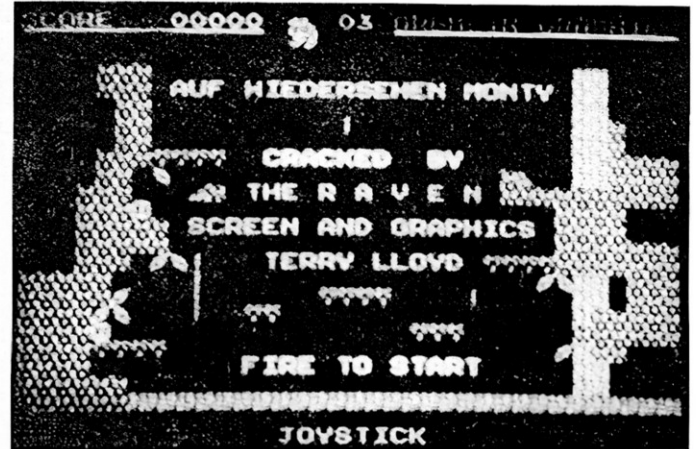 SCORE 00000 03
AUF WIEDERSEHEN MONTY
CRACKED BY
THE R A V E N
SCREEN AND GRAPHICS
TERRY LLOYD
FIRE TO START
JOYSTICK